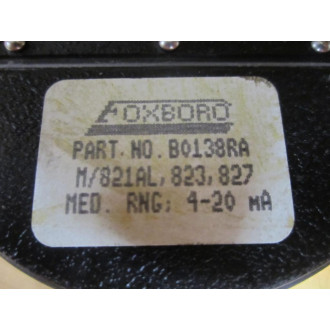 FOXBORO
PART NO. B0138RA
M/821AL, 823, 827
MED. RNG: 4-20 mA